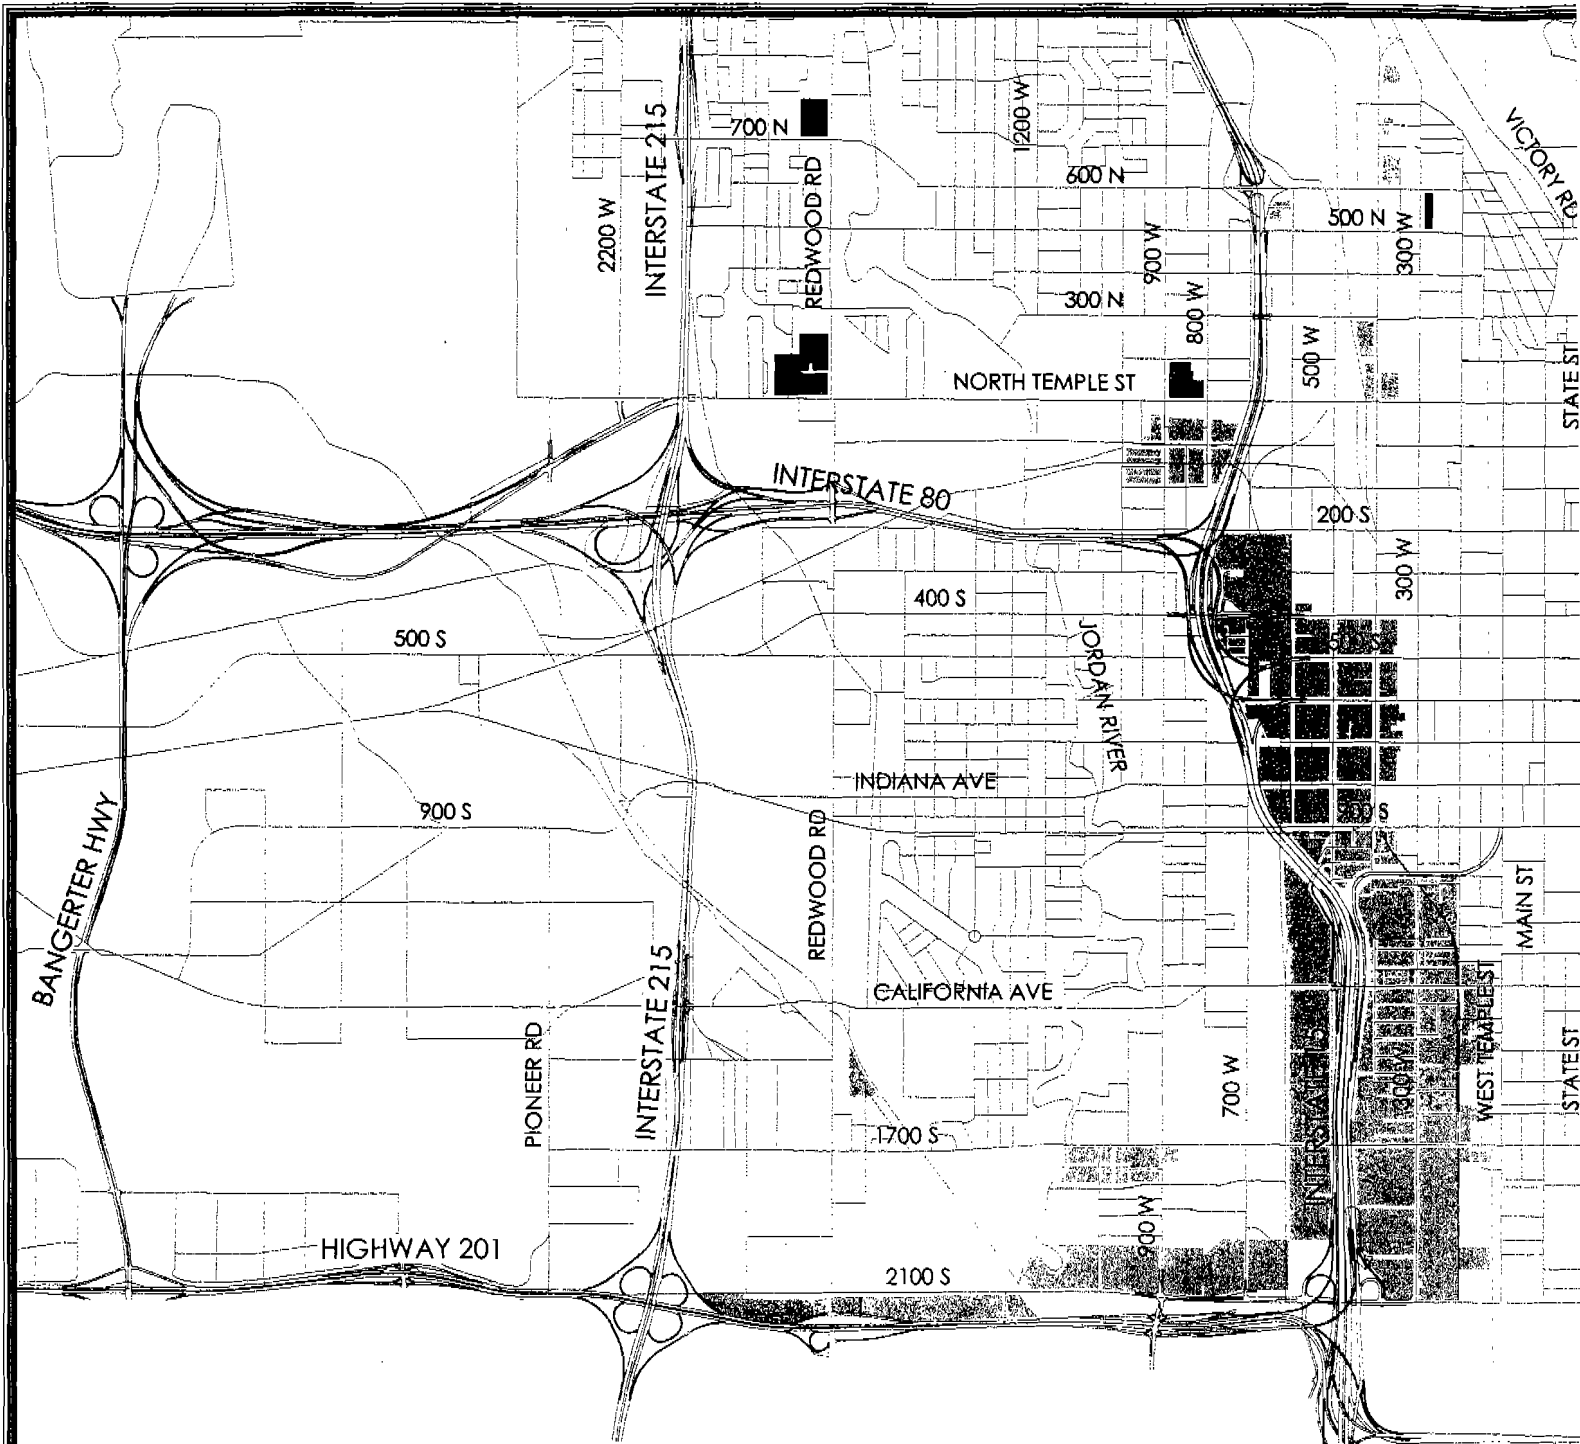 VICTORY RD
1200 W
INTERSTATE 215
700 N
REDWOOD RD
600 N
2200 W
500 N
300 W
900 W
300 N
800 W
500 W
STATE ST
NORTH TEMPLE ST
INTERSTATE 80
200 S
300 W
400 S
500 S
500 S
JORDAN RIVER
INDIANA AVE
900 S
900 S
BANGERTER HWY
REDWOOD RD
MAIN ST
INTERSTATE 215
CALIFORNIA AVE
WEST TEMPLE ST
PIONEER RD
INTERSTATE 15
300 W
700 W
STATE ST
1700 S
900 W
HIGHWAY 201
2100 S